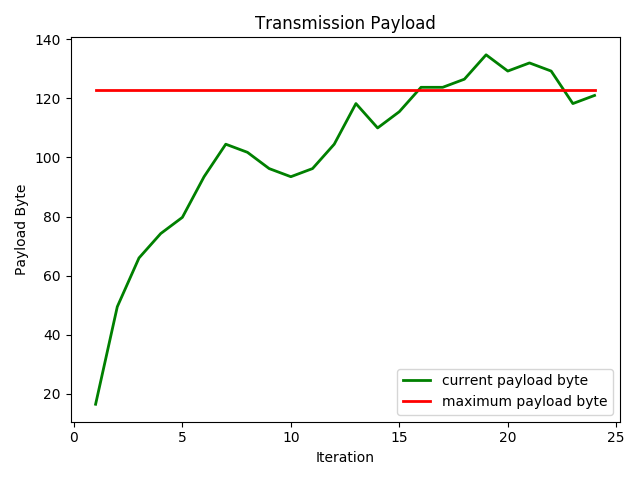 Transmission Payload
Payload Byte
140
120
100
80
60
40
20
0
5
10
15
20
25
Iteration
current payload byte
maximum payload byte